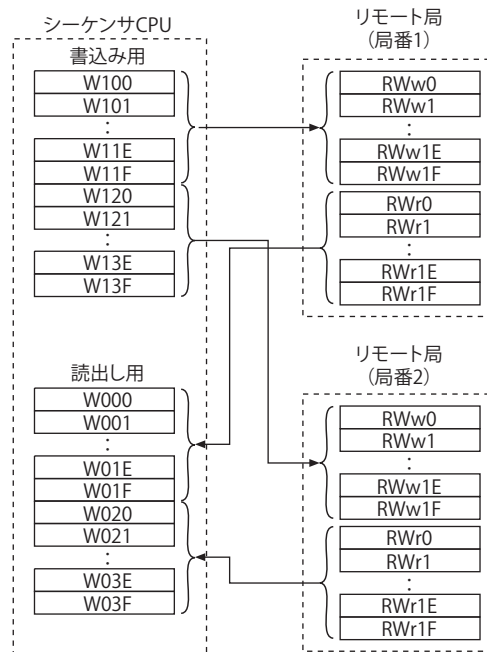 シーケンサCPU
書込み用
W100
W101
：
W11E
W11F
W120
W121
：
W13E
W13F
読出し用
W000
W001
：
W01E
W01F
W020
W021
：
W03E
W03F
リモート局
（局番1）
RWw0
RWw1
：
RWw1E
RWw1F
RWr0
RWr1
：
RWr1E
RWr1F
リモート局
（局番2）
RWw0
RWw1
：
RWw1E
RWw1F
RWr0
RWr1
：
RWr1E
RWr1F